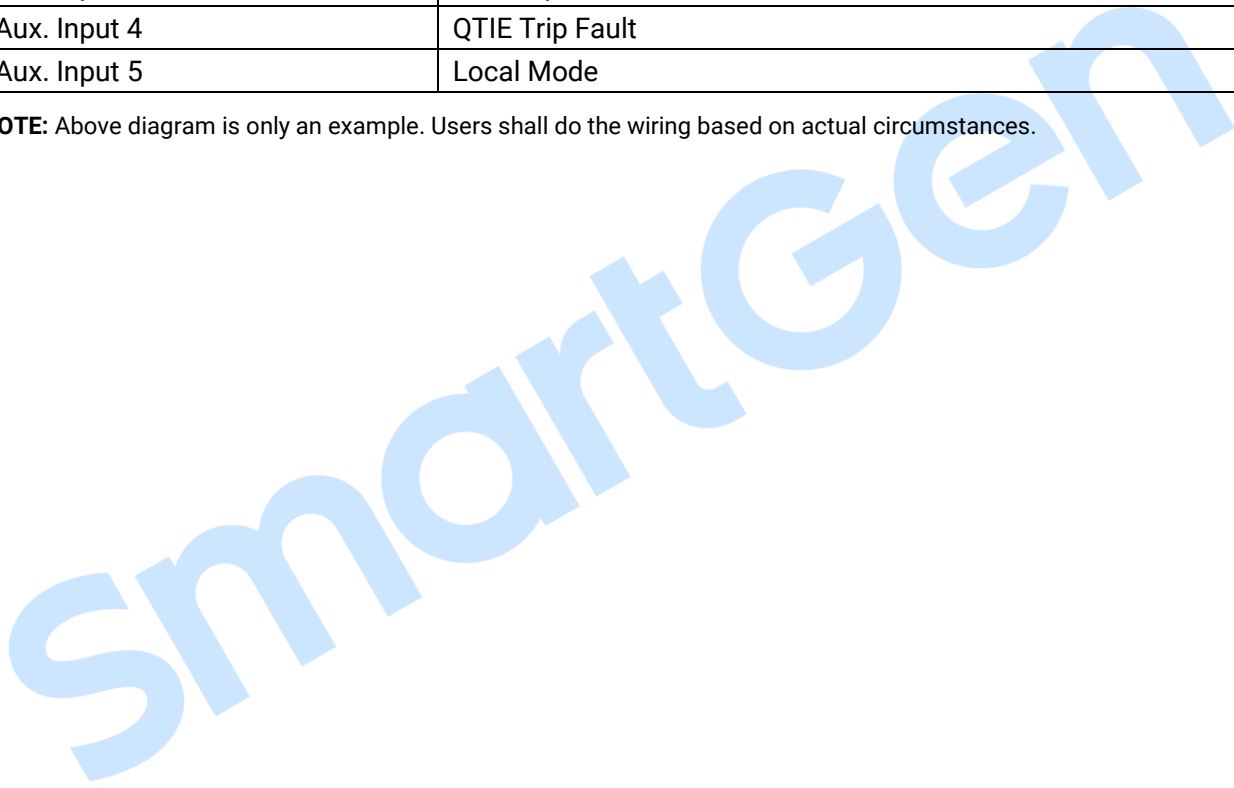 Aux. Input 4 QTIE Trip Fault
Aux. Input 5 Local Mode
OTE: Above diagram is only an example. Users shall do the wiring based on actual circumstances.
SmartGen